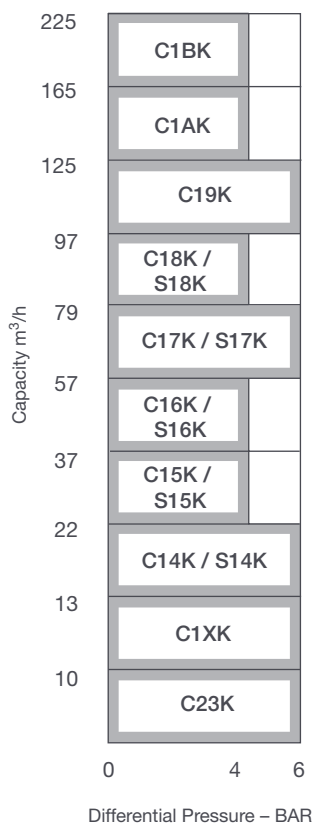 225
C1BK
165
C1AK
125
C19K
97
C18K /
S18K
79
C17K / S17K
57
C16K /
S16K
37
C15K /
S15K
22
C14K / S14K
13
C1XK
10
C23K
Capacity m³/h
0 4 6
Differential Pressure – BAR